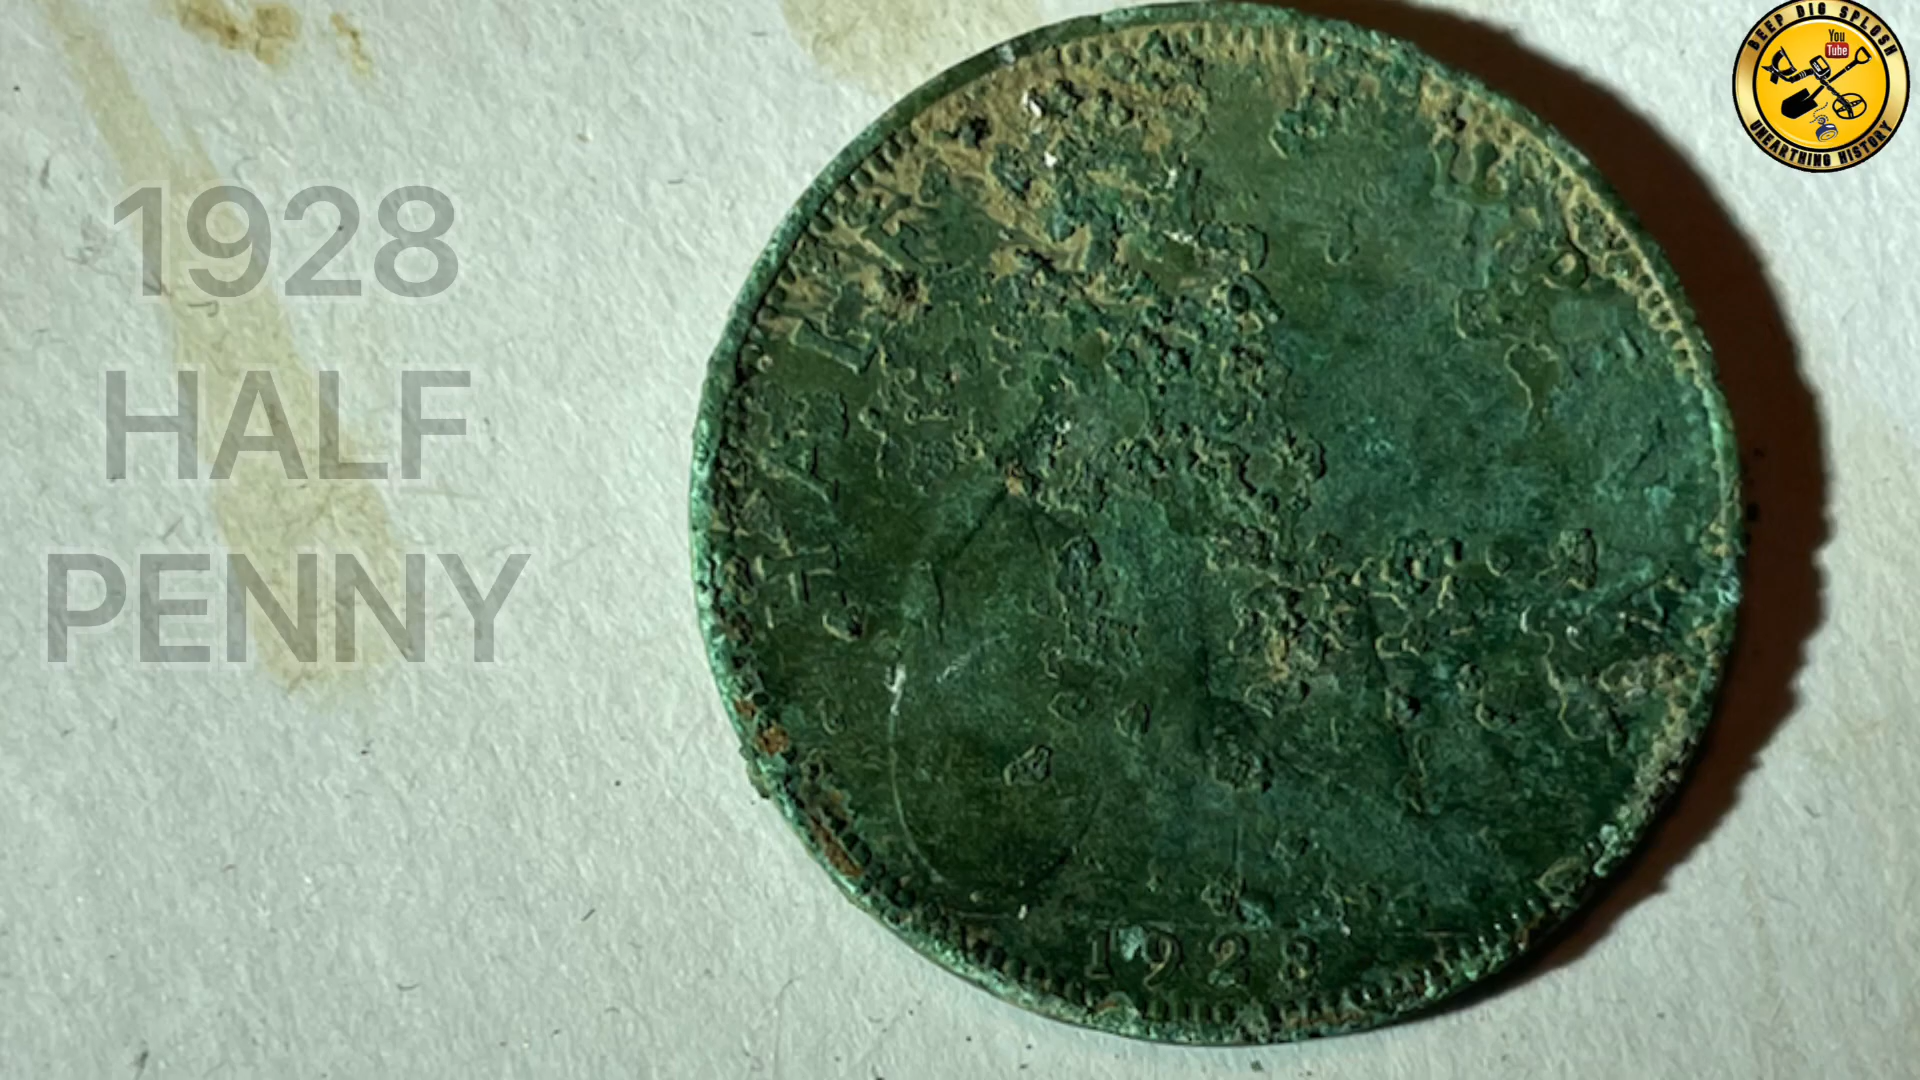 1928
HALF
PENNY
DEEP DIG SPLOSH
You
Tube
UNEARTHING HISTORY
1928